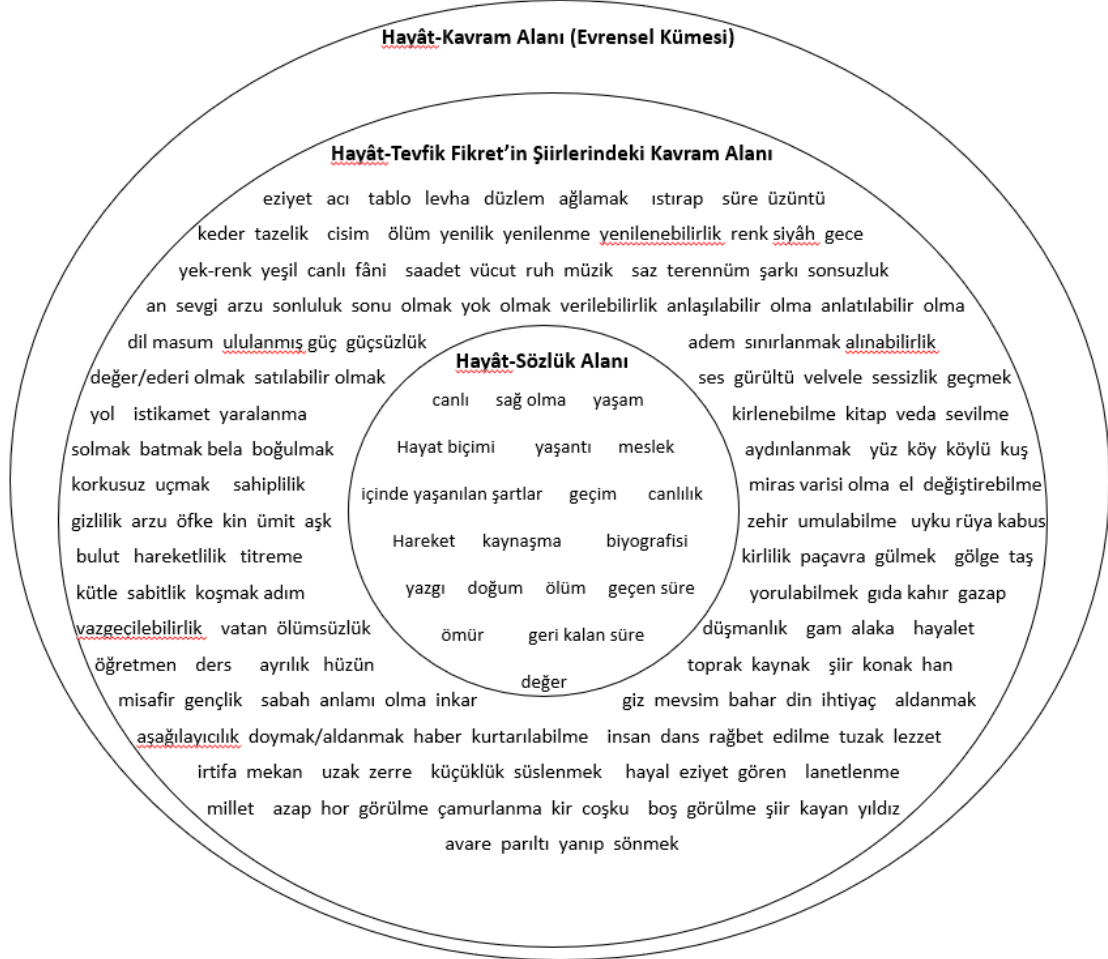 Hayât-Kavram Alanı (Evrensel Kümesi)
Hayât-Tevfik Fikret’in Şiirlerindeki Kavram Alanı
eziyet acı tablo levha düzlem ağlamak ıstırap süre üzüntü
keder tazelik cisim ölüm yenilik yenilenme yenilenebilirlik renk siyâh gece
yek-renk yeşil canlı fâni saadet vücut ruh müzik saz terennüm şarkı sonsuzluk
an sevgi arzu sonluluk sonu olmak yok olmak verilebilirlik anlaşılabilir olma anlatılabilir olma
dil masum ululanmış güç güçsüzlük
değer/ederi olmak satılabilir olmak
yol istikamet yaralanma
solmak batmak bela boğulmak
korkusuz uçmak sahiplilik
gizlilik arzu öfke kin ümit aşk
bulut hareketlilik titreme
kütle sabitlik koşmak adım
vazgeçilebilirlik vatan ölümsüzlük
öğretmen ders ayrılık hüzün
Hayât-Sözlük Alanı
canlı sağ olma yaşam
Hayat biçimi yaşantı meslek
içinde yaşanılan şartlar geçim canlılık
Hareket kaynaşma biyografisi
yazgı doğum ölüm geçen süre
ömür geri kalan süre
değer
adem sınırlanmak alınabilirlik
ses gürültü velvele sessizlik geçmek
kirlenebilme kitap veda sevilme
aydınlanmak yüz köy köylü kuş
miras varisi olma el değiştirebilme
zehir umulabilme uyku rüya kabus
kirlilik paçavra gülmek gölge taş
yorulabilmek gıda kahır gazap
düşmanlık gam alaka hayalet
toprak kaynak şiir konak han
misafir gençlik sabah anlamı olma inkar giz mevsim bahar din ihtiyaç aldanmak
aşağılayıcılık doymak/aldanmak haber kurtarılabilme insan dans rağbet edilme tuzak lezzet
irtifa mekan uzak zerre küçüklük süslenmek hayal eziyet gören lanetlenme
millet azap hor görülme çamurlanma kir coşku boş görülme şiir kayan yıldız
avare parıltı yanıp sönmek